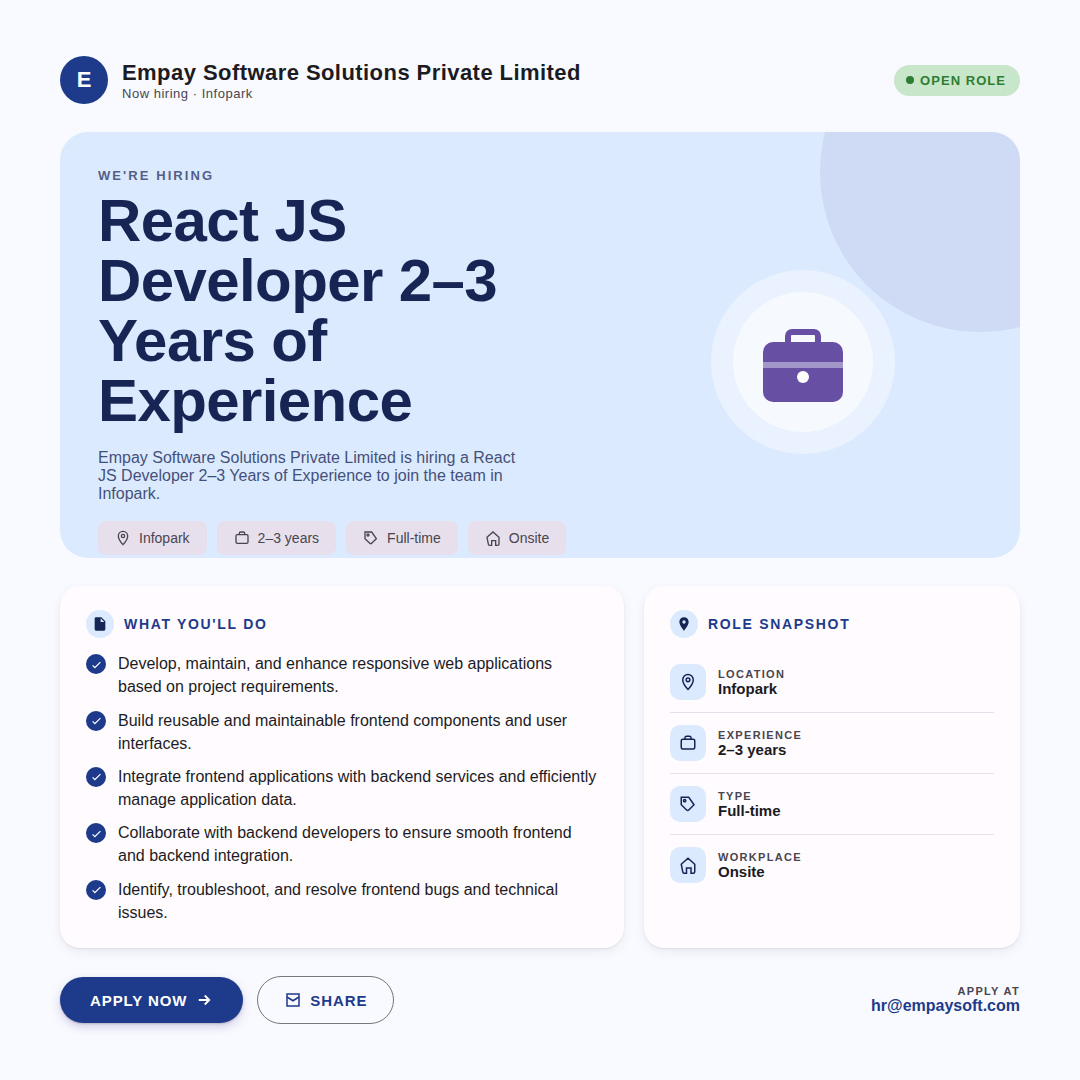 E
Empay Software Solutions Private Limited
Now hiring · Infopark
OPEN ROLE
WE'RE HIRING
React JS
Developer 2–3
Years of
Experience
Empay Software Solutions Private Limited is hiring a React
JS Developer 2–3 Years of Experience to join the team in
Infopark.
Infopark
2–3 years
Full-time
Onsite
WHAT YOU'LL DO
Develop, maintain, and enhance responsive web applications
based on project requirements.
Build reusable and maintainable frontend components and user
interfaces.
Integrate frontend applications with backend services and efficiently
manage application data.
Collaborate with backend developers to ensure smooth frontend
and backend integration.
Identify, troubleshoot, and resolve frontend bugs and technical
issues.
ROLE SNAPSHOT
LOCATION
Infopark
EXPERIENCE
2–3 years
TYPE
Full-time
WORKPLACE
Onsite
APPLY NOW
SHARE
APPLY AT
hr@empaysoft.com